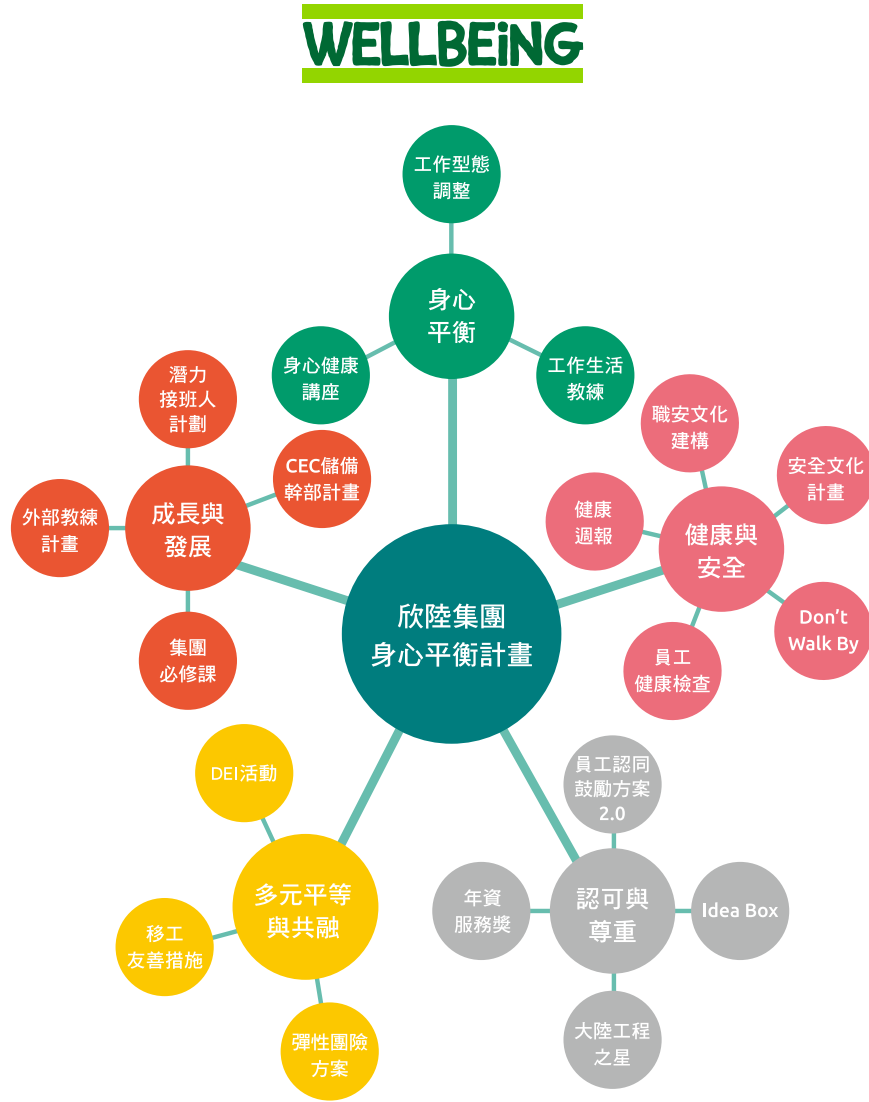 WELLBEiNG
工作型態
調整
身心
平衡
身心健康
講座
工作生活
教練
潛力
接班人
計劃
CEC儲備
幹部計畫
外部教練
計畫
成長與
發展
集團
必修課
職安文化
建構
安全文化
計畫
健康
週報
健康與
安全
Don't
Walk By
員工
健康檢查
欣陸集團
身心平衡計畫
DEI活動
多元平等
與共融
移工
友善措施
彈性團險
方案
員工認同
鼓勵方案
2.0
年資
服務獎
認可與
尊重
Idea Box
大陸工程
之星